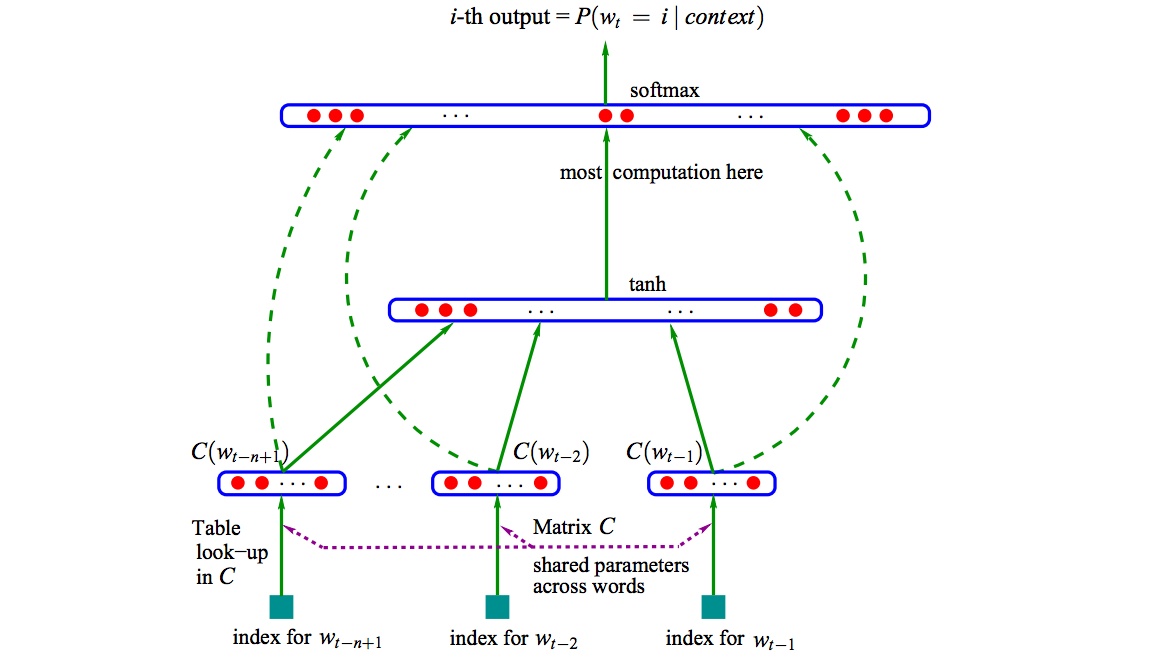 i-th output = P(w_t = i | context)
softmax
. . .
. . .
most computation here
tanh
. . .
. . .
C(w_{t−n+1})
C(w_{t−2})
C(w_{t−1})
. . .
. . .
. . .
. . .
Table
look−up
in C
Matrix C
shared parameters
across words
index for w_{t−n+1}
index for w_{t−2}
index for w_{t−1}